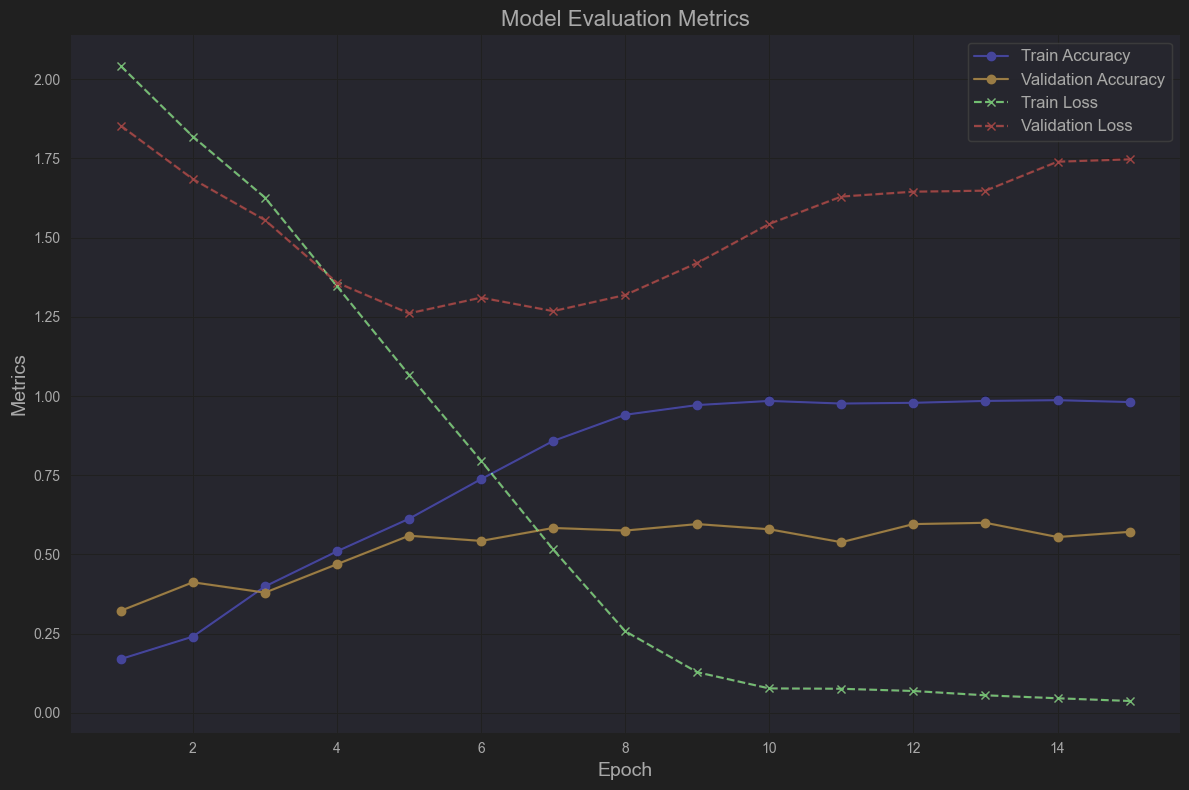 Model Evaluation Metrics
Train Accuracy
Validation Accuracy
Train Loss
Validation Loss
2.00
1.75
1.50
1.25
1.00
0.75
0.50
0.25
0.00
Metrics
2 4 6 8 10 12 14
Epoch